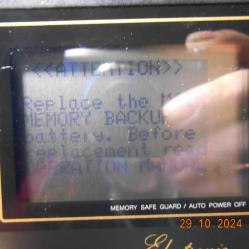 <<ATTENTION>>
Replace the
MEMORY BACKUP
battery. Before
replacement read
OPERATION MANUAL
MEMORY SAFE GUARD / AUTO POWER OFF
29.10.2024